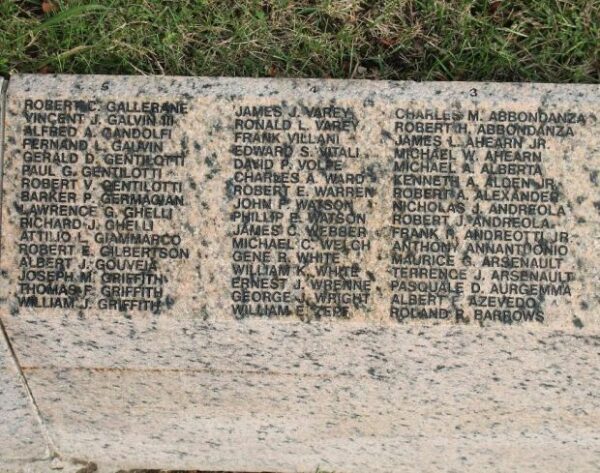 5
ROBERT C. GALLERANE
VINCENT J. GALVIN III
ALFRED A. GANDOLFI
FERNAND L. GAUVIN
GERALD D. GENTILOTTI
PAUL G. GENTILOTTI
ROBERT V. GENTILOTTI
BARKER P. GERMAGIAN
LAWRENCE G. GHELLI
RICHARD J. GHELLI
ATTILIO L. GIAMMARCO
ROBERT E. GILBERTSON
ALBERT J. GOUVEIA
JOSEPH M. GRIFFITH
THOMAS F. GRIFFITH
WILLIAM J. GRIFFITH
4
JAMES J. VAREY
RONALD L. VAREY
FRANK VILLANI
EDWARD S. VITALI
DAVID P. VOLPE
CHARLES A. WARD
ROBERT E. WARREN
JOHN P. WATSON
PHILLIP E. WATSON
JAMES C. WEBBER
MICHAEL C. WELCH
GENE R. WHITE
WILLIAM K. WHITE
ERNEST J. WRENNE
GEORGE J. WRIGHT
WILLIAM E. ZEPF
3
CHARLES M. ABBONDANZA
ROBERT H. ABBONDANZA
JAMES L. AHEARN JR.
MICHAEL W. AHEARN
MICHAEL A. ALBERTA
KENNETH A. ALDEN JR.
ROBERT A. ALEXANDER
NICHOLAS J. ANDREOLA
ROBERT J. ANDREOLA
FRANK R. ANDREOTTI JR.
ANTHONY ANNANTUONIO
MAURICE G. ARSENAULT
TERRENCE J. ARSENAULT
PASQUALE D. AURGEMMA
ALBERT F. AZEVEDO
ROLAND R. BARROWS